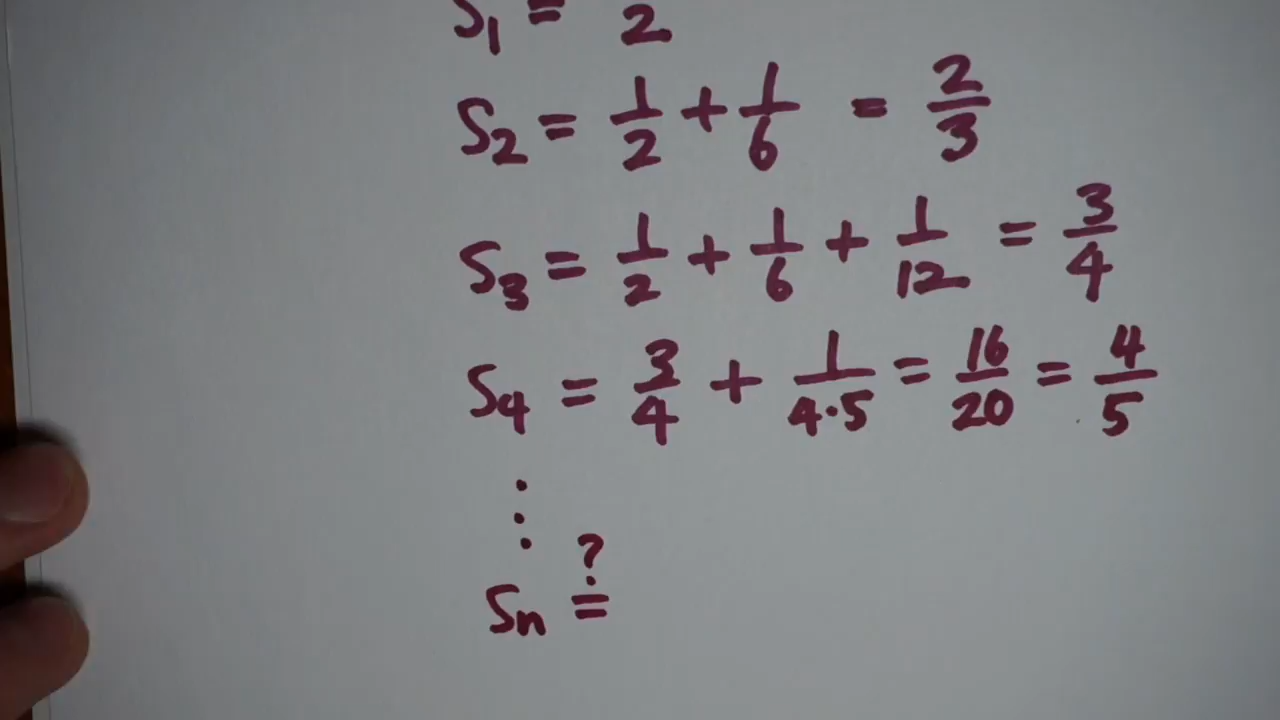 S₁ = 2
S₂ = 1/2 + 1/6 = 2/3
S₃ = 1/2 + 1/6 + 1/12 = 3/4
S₄ = 3/4 + 1/(4·5) = 16/20 = 4/5
⋮
Sₙ ?=